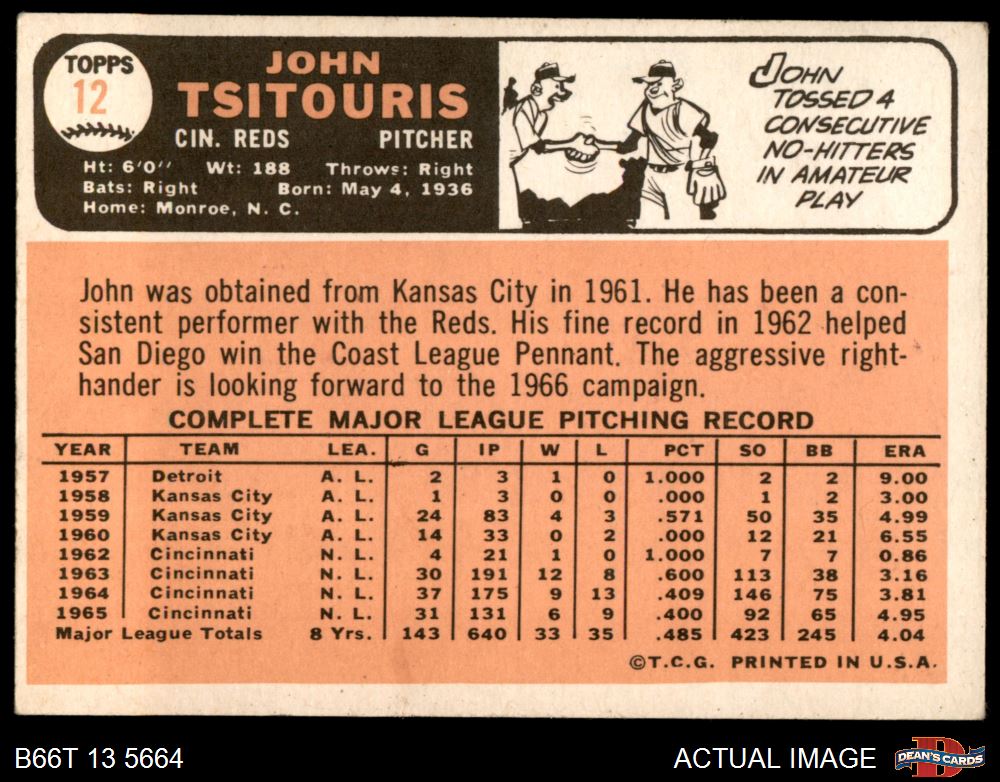 TOPPS
12
JOHN
TSITOURIS
CIN. REDS PITCHER
Ht: 6'0'' Wt: 188 Throws: Right
Bats: Right Born: May 4, 1936
Home: Monroe, N. C.
JOHN
TOSSED 4
CONSECUTIVE
NO-HITTERS
IN AMATEUR
PLAY
John was obtained from Kansas City in 1961. He has been a con-
sistent performer with the Reds. His fine record in 1962 helped
San Diego win the Coast League Pennant. The aggressive right-
hander is looking forward to the 1966 campaign.
COMPLETE MAJOR LEAGUE PITCHING RECORD
YEAR TEAM LEA. G IP W L PCT SO BB ERA
1957 Detroit A. L. 2 3 1 0 1.000 2 2 9.00
1958 Kansas City A. L. 1 3 0 0 .000 1 2 3.00
1959 Kansas City A. L. 24 83 4 3 .571 50 35 4.99
1960 Kansas City A. L. 14 33 0 2 .000 12 21 6.55
1962 Cincinnati N. L. 4 21 1 0 1.000 7 7 0.86
1963 Cincinnati N. L. 30 191 12 8 .600 113 38 3.16
1964 Cincinnati N. L. 37 175 9 13 .409 146 75 3.81
1965 Cincinnati N. L. 31 131 6 9 .400 92 65 4.95
Major League Totals 8 Yrs. 143 640 33 35 .485 423 245 4.04
©T.C.G. PRINTED IN U.S.A.
B66T 13 5664 ACTUAL IMAGE D DEAN'S CARDS